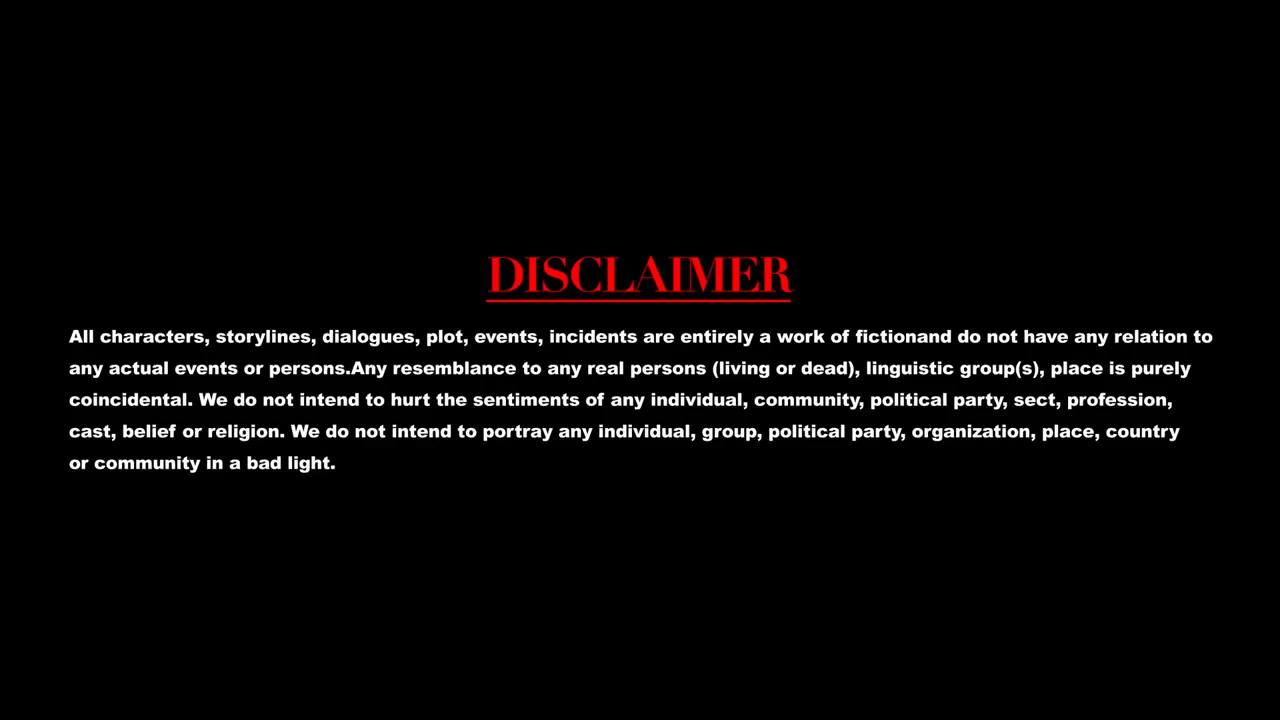 DISCLAIMER
All characters, storylines, dialogues, plot, events, incidents are entirely a work of fictionand do not have any relation to
any actual events or persons.Any resemblance to any real persons (living or dead), linguistic group(s), place is purely
coincidental. We do not intend to hurt the sentiments of any individual, community, political party, sect, profession,
cast, belief or religion. We do not intend to portray any individual, group, political party, organization, place, country
or community in a bad light.